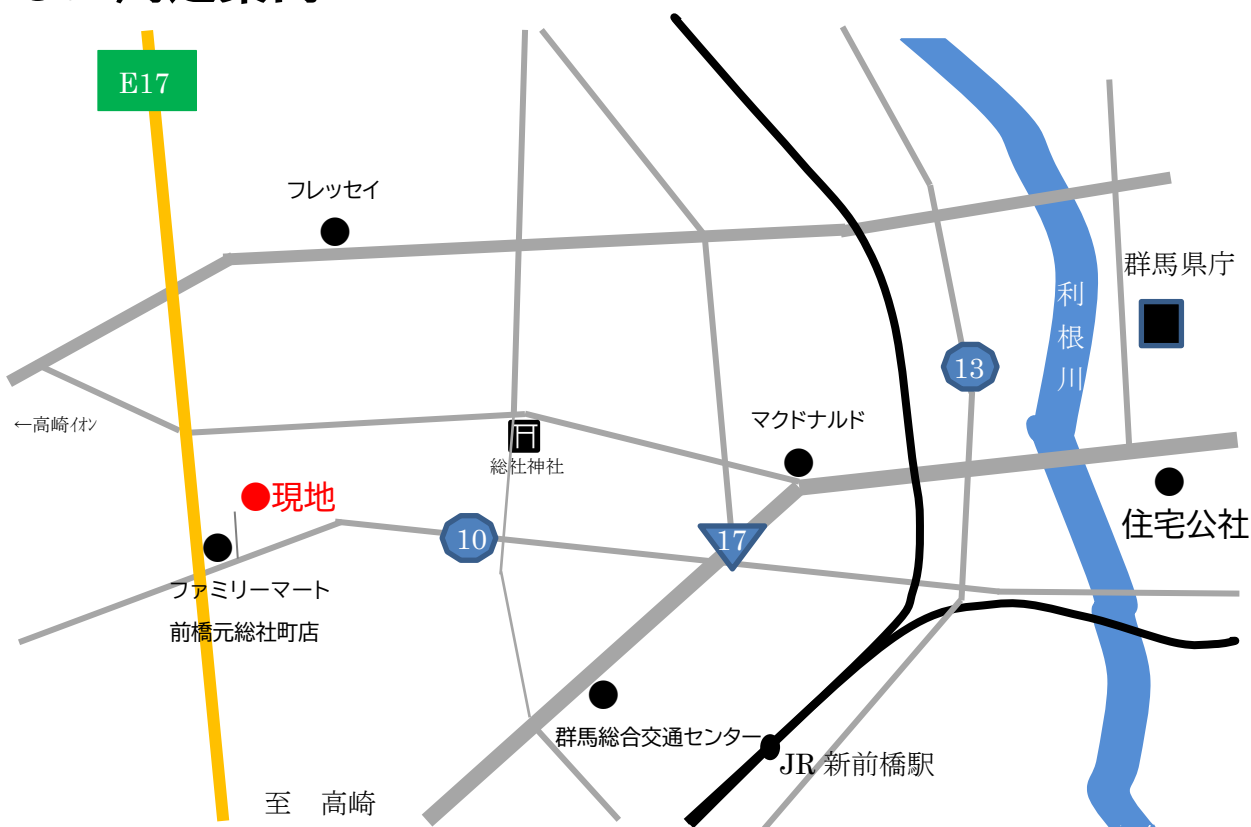 E17
フレッセイ
群馬県庁
利根川
13
マクドナルド
←高崎ｲｵﾝ
総社神社
現地
10
17
住宅公社
ファミリーマート
前橋元総社町店
群馬総合交通センター
JR 新前橋駅
至　高崎